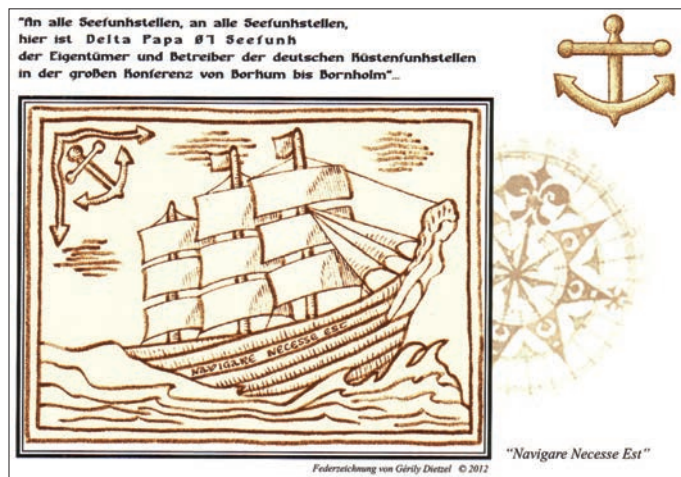 "An alle Seefunkstellen, an alle Seefunkstellen,
hier ist Delta Papa 07 Seefunk
der Eigentümer und Betreiber der deutschen Küstenfunkstellen
in der großen Konferenz von Borkum bis Bornholm"...
NAVIGARE NECESSE EST
"Navigare Necesse Est"
Federzeichnung von Gérily Dietzel © 2012